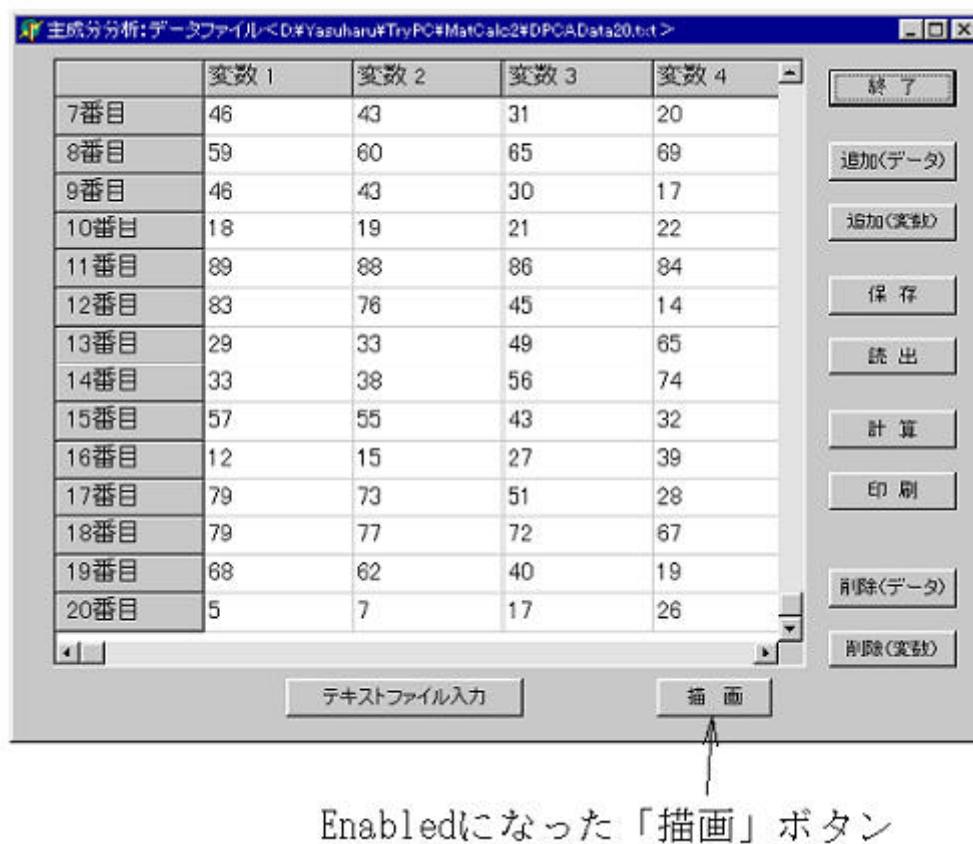 主成分分析:データファイル<D:¥Yasuharu¥TryPC¥MatCalc2¥DPCAData20.txt>
変数 1 変数 2 変数 3 変数 4
7番目 46 43 31 20
8番目 59 60 65 69
9番目 46 43 30 17
10番目 18 19 21 22
11番目 89 88 86 84
12番目 83 76 45 14
13番目 29 33 49 65
14番目 33 38 56 74
15番目 57 55 43 32
16番目 12 15 27 39
17番目 79 73 51 28
18番目 79 77 72 67
19番目 68 62 40 19
20番目 5 7 17 26
終 了
追加(データ)
追加(変数)
保 存
読 出
計 算
印 刷
削除(データ)
削除(変数)
テキストファイル入力
描 画
Enabledになった「描画」ボタン